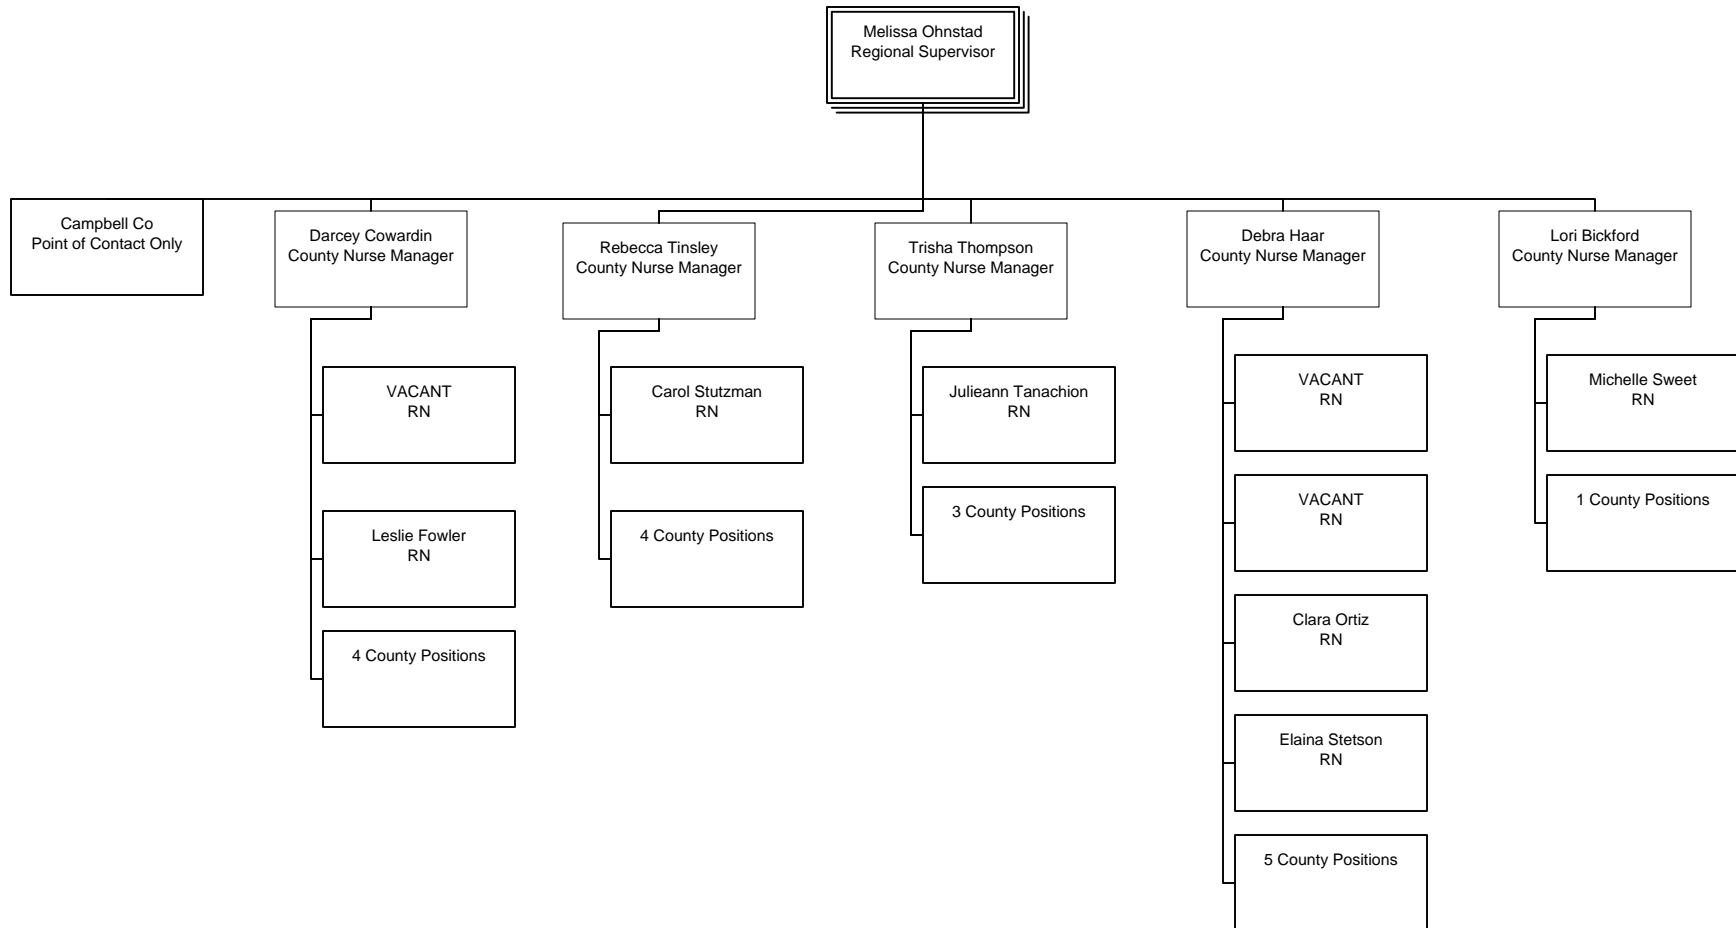 Melissa Ohnstad
Regional Supervisor
Campbell Co
Point of Contact Only
Darcey Cowardin
County Nurse Manager
Rebecca Tinsley
County Nurse Manager
Trisha Thompson
County Nurse Manager
Debra Haar
County Nurse Manager
Lori Bickford
County Nurse Manager
VACANT
RN
Leslie Fowler
RN
4 County Positions
Carol Stutzman
RN
4 County Positions
Julieann Tanachion
RN
3 County Positions
VACANT
RN
VACANT
RN
Clara Ortiz
RN
Elaina Stetson
RN
5 County Positions
Michelle Sweet
RN
1 County Positions